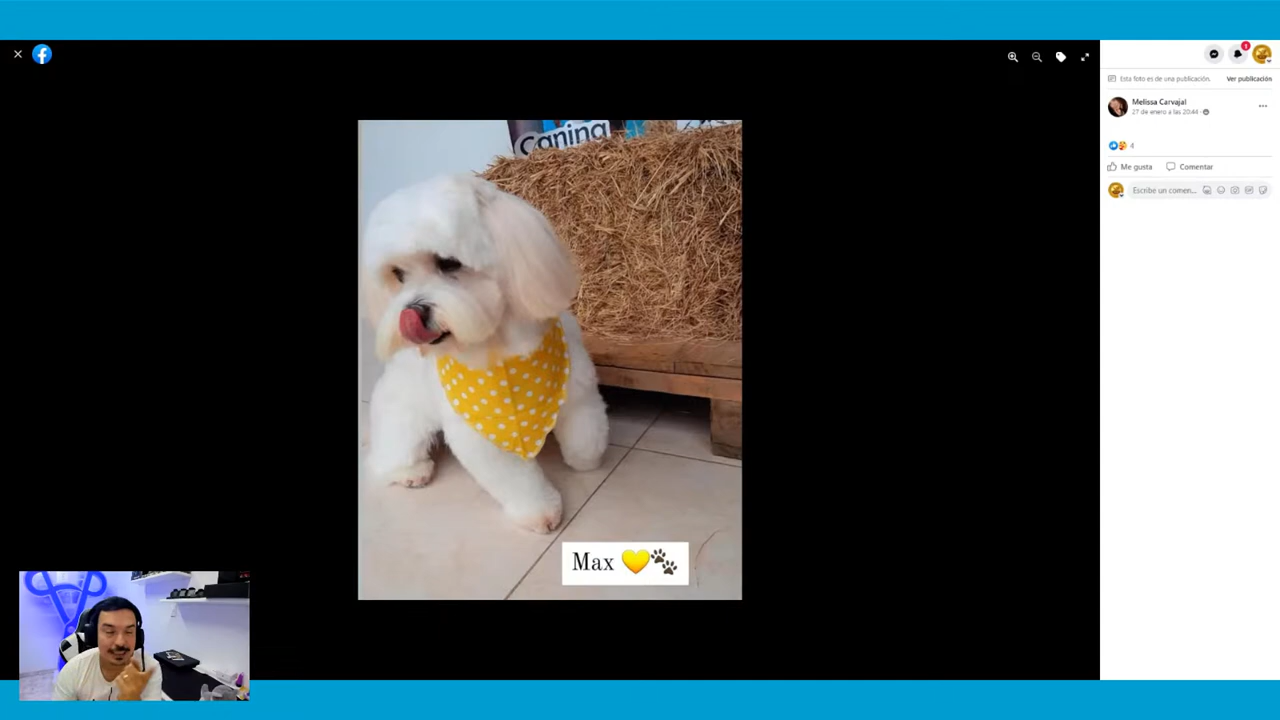 Esta foto es de una publicación.
Ver publicación
Melissa Carvajal
27 de enero a las 20:44
4
Me gusta
Comentar
Escribe un comen...
Canina
Max 💛🐾